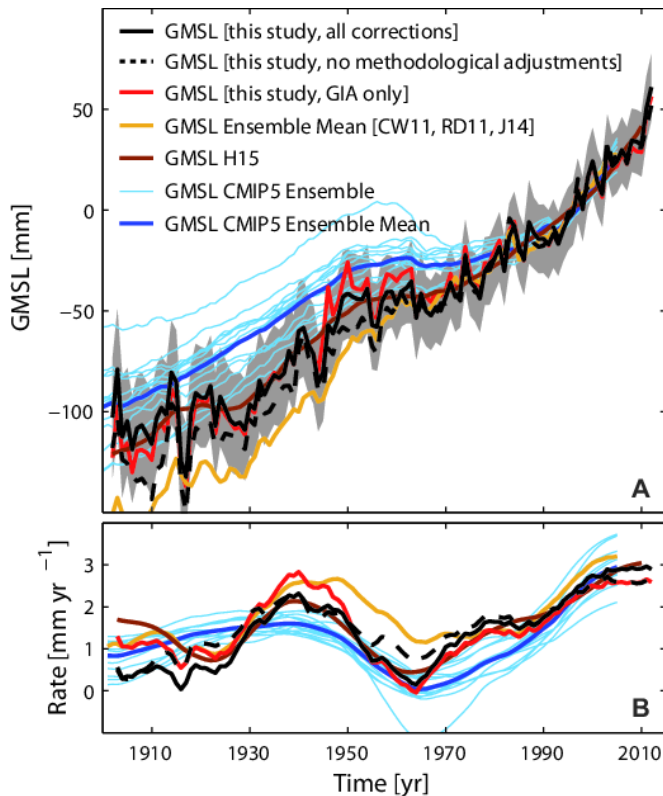 GMSL [this study, all corrections]
GMSL [this study, no methodological adjustments]
GMSL [this study, GIA only]
GMSL Ensemble Mean [CW11, RD11, J14]
GMSL H15
GMSL CMIP5 Ensemble
GMSL CMIP5 Ensemble Mean
GMSL [mm]
50
0
−50
−100
A
Rate [mm yr −1]
3
2
1
0
B
1910 1930 1950 1970 1990 2010
Time [yr]